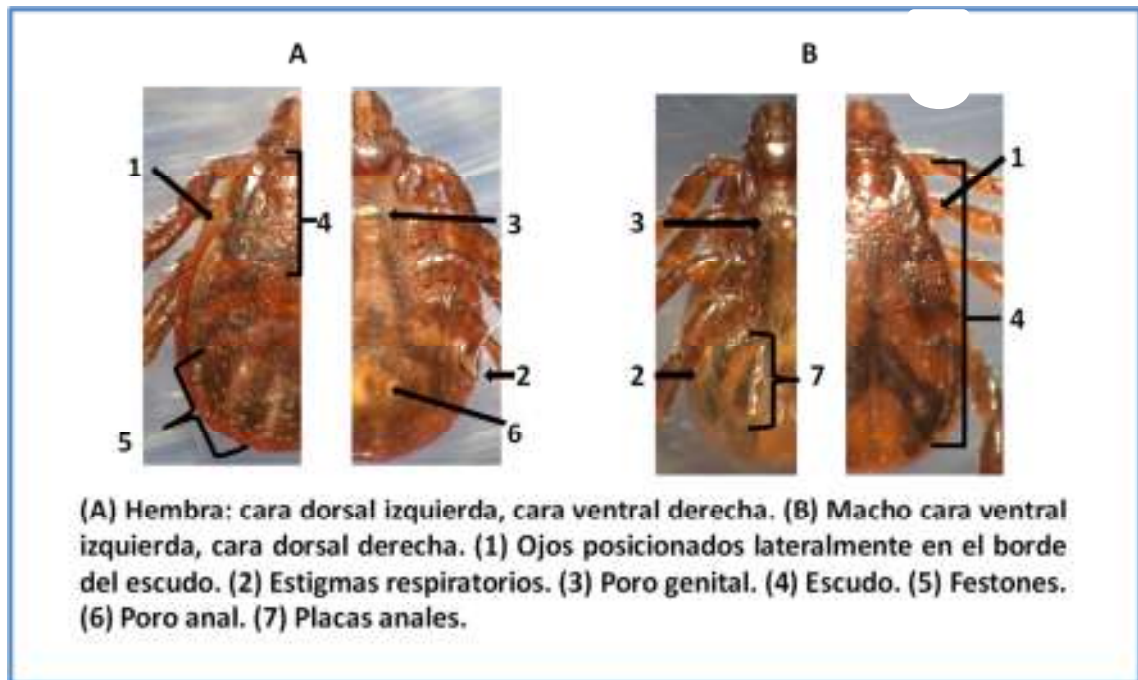 A
B
1
4
3
2
6
5
3
2
7
1
4
(A) Hembra: cara dorsal izquierda, cara ventral derecha. (B) Macho cara ventral
izquierda, cara dorsal derecha. (1) Ojos posicionados lateralmente en el borde
del escudo. (2) Estigmas respiratorios. (3) Poro genital. (4) Escudo. (5) Festones.
(6) Poro anal. (7) Placas anales.